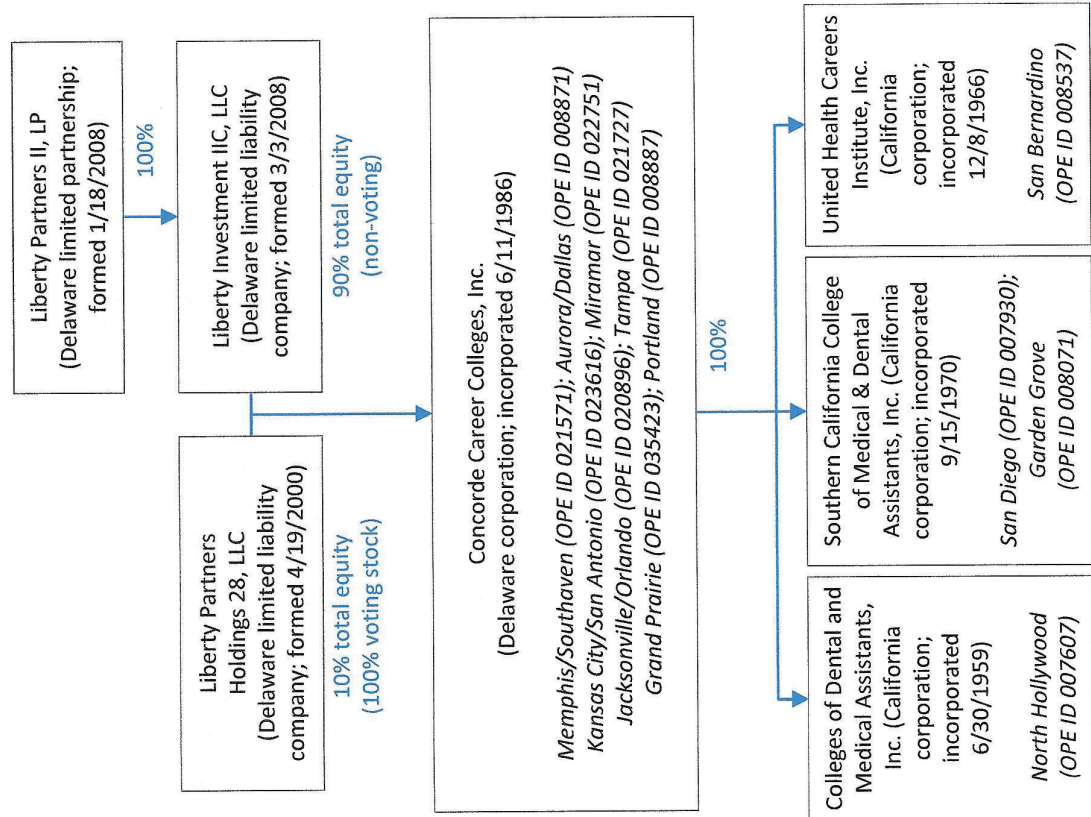 Liberty Partners II, LP
(Delaware limited partnership;
formed 1/18/2008)
100%
Liberty Partners
Holdings 28, LLC
(Delaware limited liability
company; formed 4/19/2000)
Liberty Investment IIC, LLC
(Delaware limited liability
company; formed 3/3/2008)
10% total equity
(100% voting stock)
90% total equity
(non-voting)
Concorde Career Colleges, Inc.
(Delaware corporation; incorporated 6/11/1986)
Memphis/Southaven (OPE ID 021571); Aurora/Dallas (OPE ID 008871)
Kansas City/San Antonio (OPE ID 023616); Miramar (OPE ID 022751)
Jacksonville/Orlando (OPE ID 020896); Tampa (OPE ID 021727)
Grand Prairie (OPE ID 035423); Portland (OPE ID 008887)
100%
Colleges of Dental and
Medical Assistants,
Inc. (California
corporation;
incorporated
6/30/1959)
North Hollywood
(OPE ID 007607)
Southern California College
of Medical & Dental
Assistants, Inc. (California
corporation; incorporated
9/15/1970)
San Diego (OPE ID 007930);
Garden Grove
(OPE ID 008071)
United Health Careers
Institute, Inc.
(California
corporation;
incorporated
12/8/1966)
San Bernardino
(OPE ID 008537)